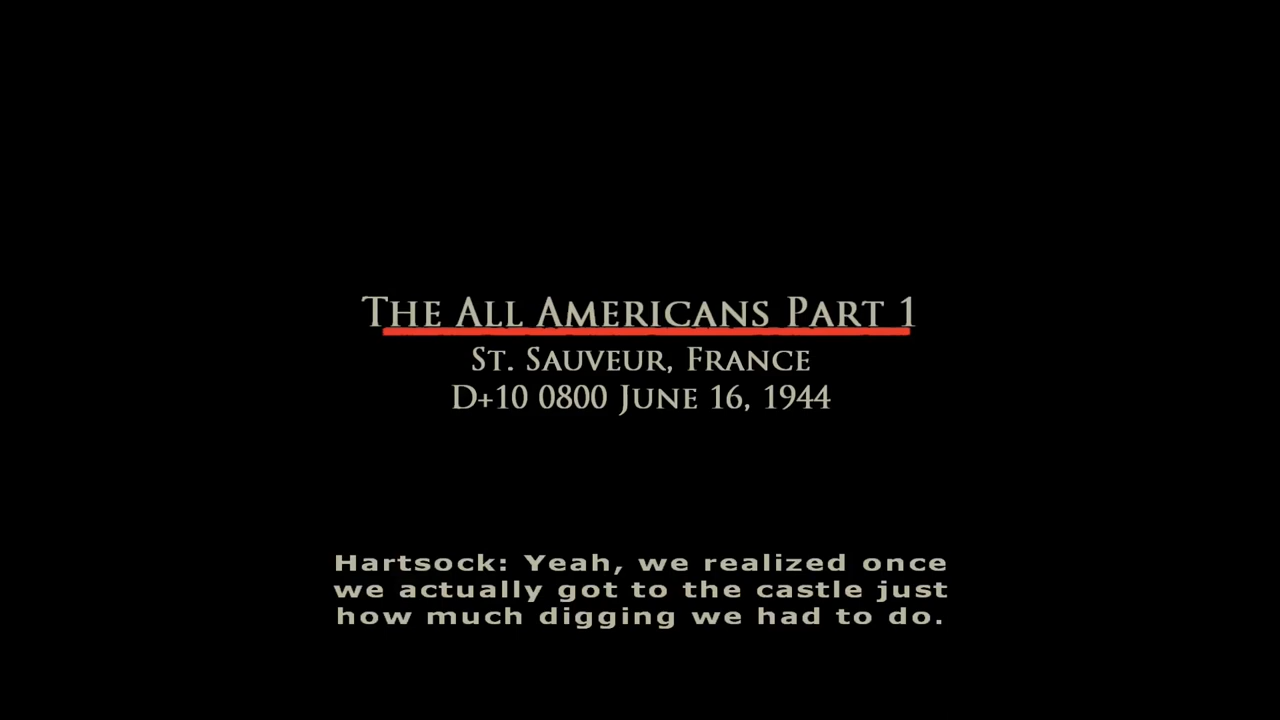 The All Americans Part 1
St. Sauveur, France
D+10 0800 June 16, 1944
Hartsock: Yeah, we realized once
we actually got to the castle just
how much digging we had to do.